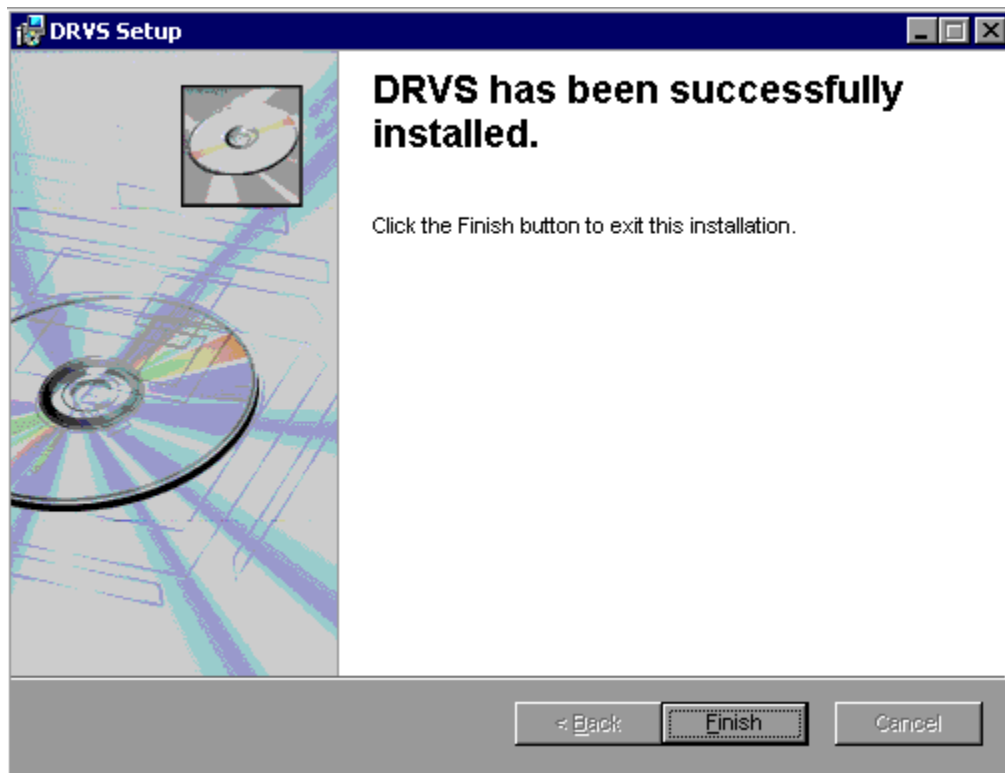 DRVS Setup
DRVS has been successfully
installed.
Click the Finish button to exit this installation.
< Back
Finish
Cancel